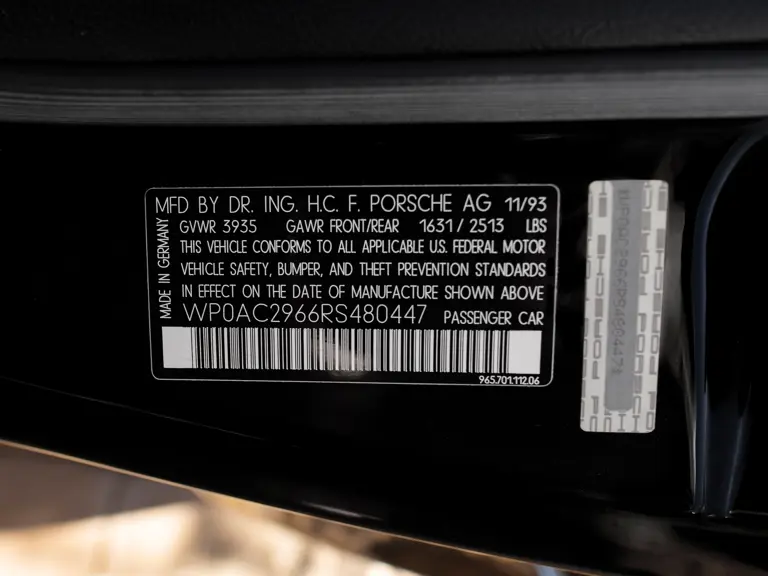 MFD BY DR. ING. H.C. F. PORSCHE AG 11/93
GVWR 3935 GAWR FRONT/REAR 1631 / 2513 LBS
THIS VEHICLE CONFORMS TO ALL APPLICABLE U.S. FEDERAL MOTOR
VEHICLE SAFETY, BUMPER, AND THEFT PREVENTION STANDARDS
IN EFFECT ON THE DATE OF MANUFACTURE SHOWN ABOVE
WP0AC2966RS480447 PASSENGER CAR
965.701.112.06
MADE IN GERMANY
PORSCHE